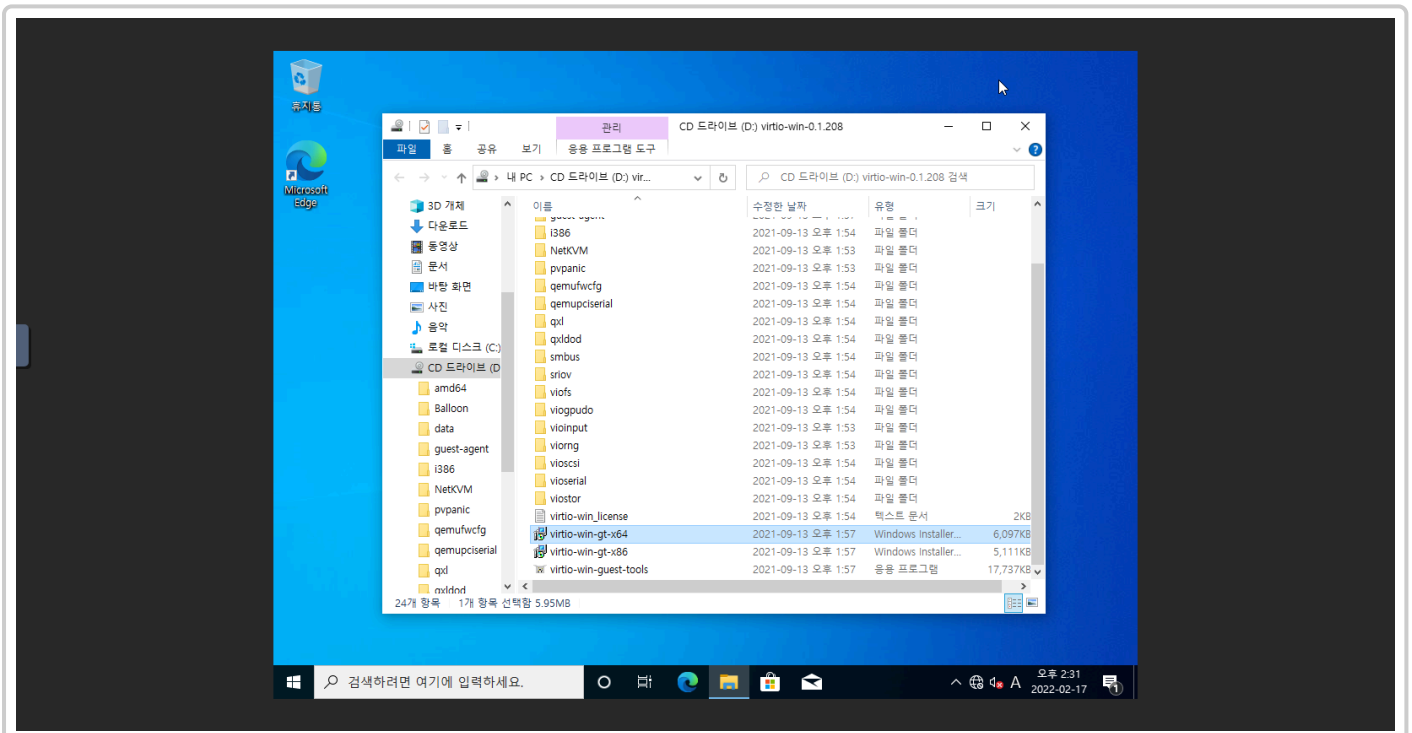 휴지통
Microsoft
Edge
관리
CD 드라이브 (D:) virtio-win-0.1.208
파일 홈 공유 보기 응용 프로그램 도구
내 PC › CD 드라이브 (D:) vir...
CD 드라이브 (D:) virtio-win-0.1.208 검색
3D 개체
다운로드
동영상
문서
바탕 화면
사진
음악
로컬 디스크 (C:)
CD 드라이브 (D
amd64
Balloon
data
guest-agent
i386
NetKVM
pvpanic
qemufwcfg
qemupciserial
qxl
qxldod
이름 수정한 날짜 유형 크기
guest-agent
i386 2021-09-13 오후 1:54 파일 폴더
NetKVM 2021-09-13 오후 1:53 파일 폴더
pvpanic 2021-09-13 오후 1:53 파일 폴더
qemufwcfg 2021-09-13 오후 1:54 파일 폴더
qemupciserial 2021-09-13 오후 1:54 파일 폴더
qxl 2021-09-13 오후 1:54 파일 폴더
qxldod 2021-09-13 오후 1:54 파일 폴더
smbus 2021-09-13 오후 1:54 파일 폴더
sriov 2021-09-13 오후 1:54 파일 폴더
viofs 2021-09-13 오후 1:54 파일 폴더
viogpudo 2021-09-13 오후 1:54 파일 폴더
vioinput 2021-09-13 오후 1:53 파일 폴더
viorng 2021-09-13 오후 1:53 파일 폴더
vioscsi 2021-09-13 오후 1:54 파일 폴더
vioserial 2021-09-13 오후 1:54 파일 폴더
viostor 2021-09-13 오후 1:54 파일 폴더
virtio-win_license 2021-09-13 오후 1:54 텍스트 문서 2KB
virtio-win-gt-x64 2021-09-13 오후 1:57 Windows Installer... 6,097KB
virtio-win-gt-x86 2021-09-13 오후 1:57 Windows Installer... 5,111KB
virtio-win-guest-tools 2021-09-13 오후 1:57 응용 프로그램 17,737KB
24개 항목 1개 항목 선택함 5.95MB
검색하려면 여기에 입력하세요.
A
오후 2:31
2022-02-17
1